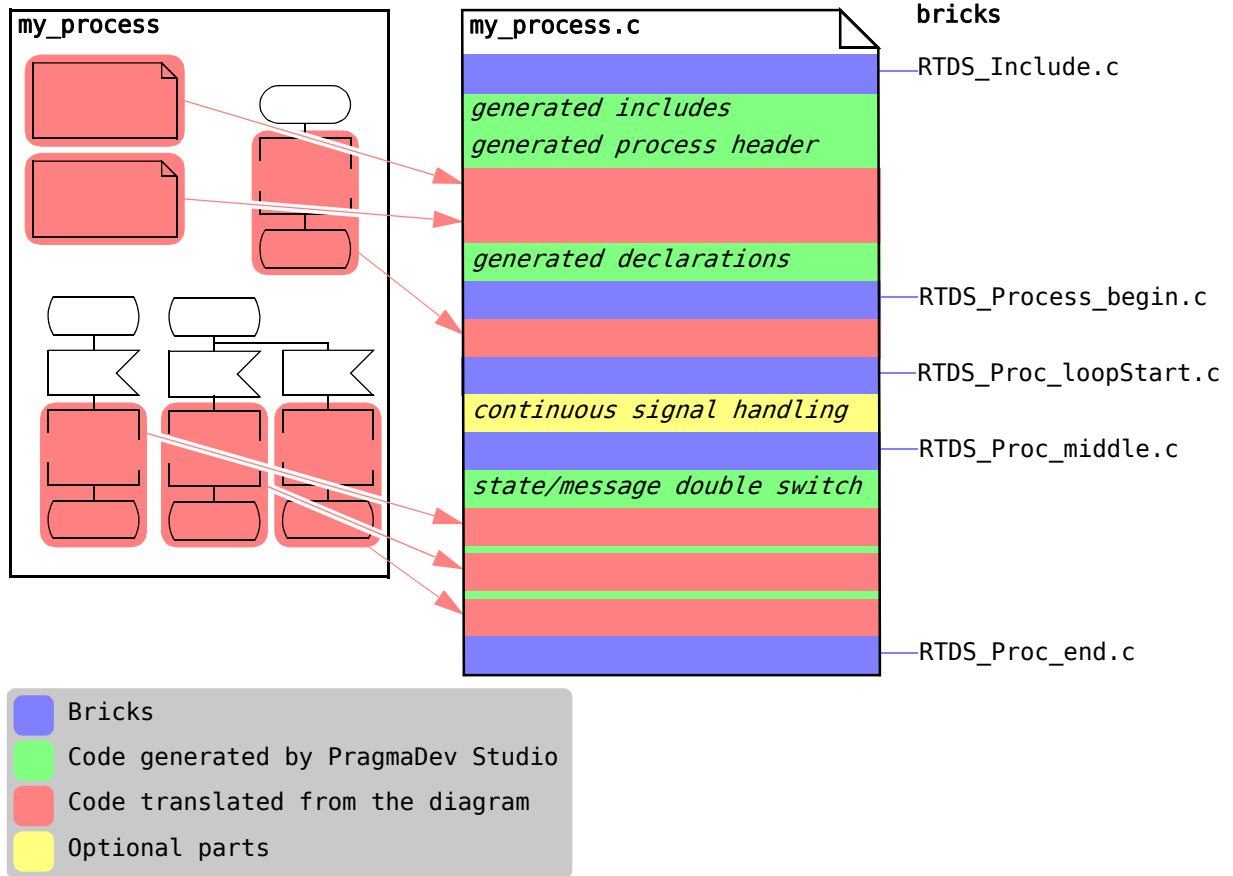 my_process
my_process.c
bricks
RTDS_Include.c
generated includes
generated process header
generated declarations
RTDS_Process_begin.c
RTDS_Proc_loopStart.c
continuous signal handling
RTDS_Proc_middle.c
state/message double switch
RTDS_Proc_end.c
Bricks
Code generated by PragmaDev Studio
Code translated from the diagram
Optional parts